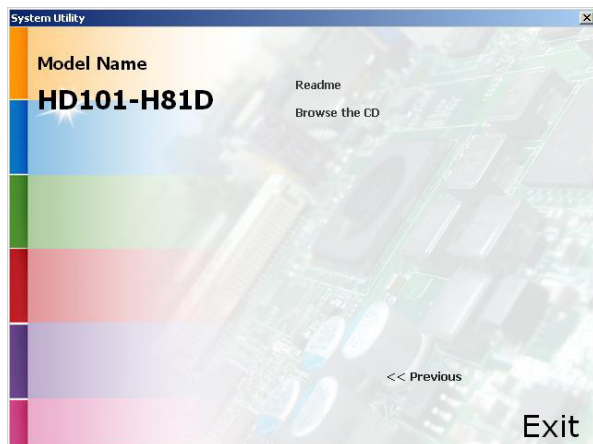 System Utility
Model Name
HD101-H81D
Readme
Browse the CD
<< Previous
Exit